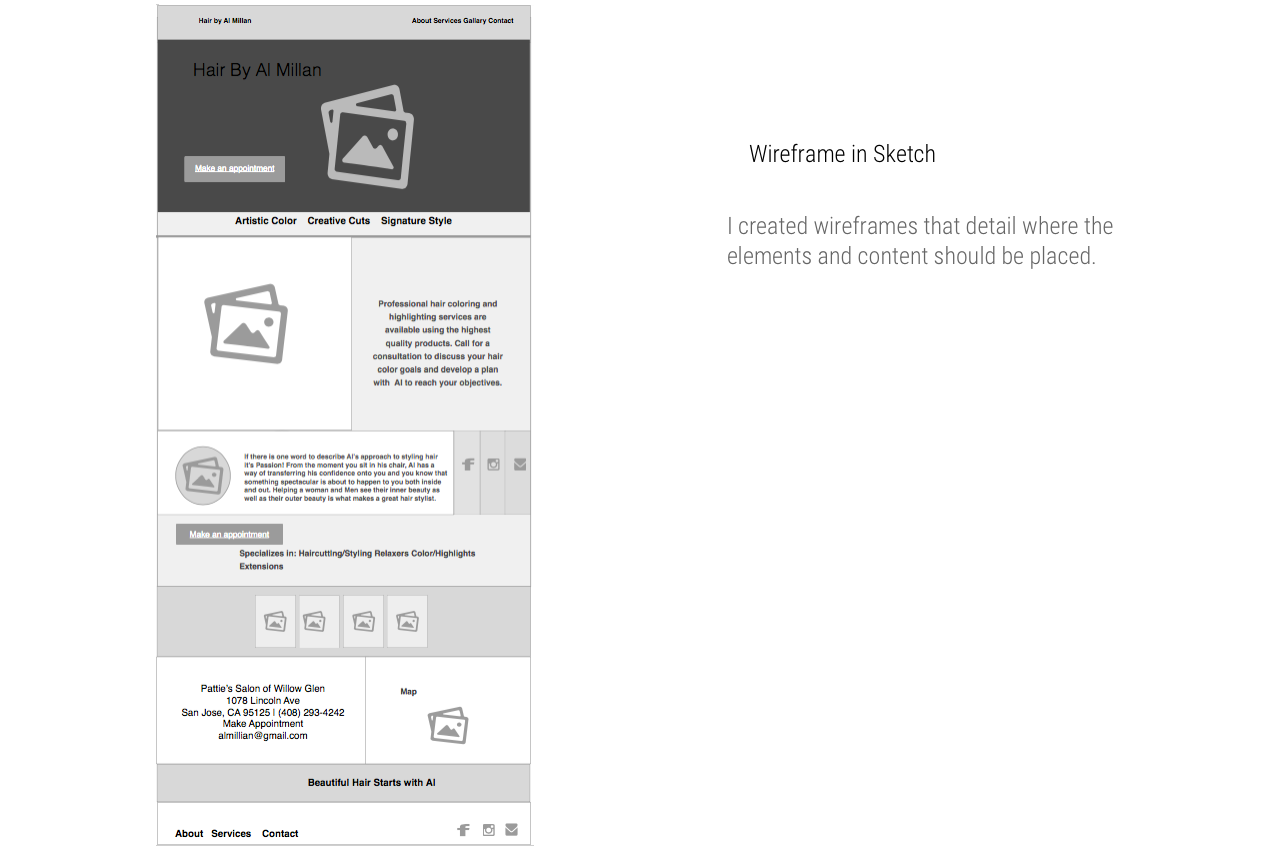 Hair by Al Millan
About Services Gallary Contact
Hair By Al Millan
Make an appointment
Artistic Color Creative Cuts Signature Style
Professional hair coloring and
highlighting services are
available using the highest
quality products. Call for a
consultation to discuss your hair
color goals and develop a plan
with Al to reach your objectives.
If there is one word to describe Al's approach to styling hair
it's Passion! From the moment you sit in his chair, Al has a
way of transferring his confidence onto you and you know that
something spectacular is about to happen to you both inside
and out. Helping a woman and Men see their inner beauty as
well as their outer beauty is what makes a great hair stylist.
Make an appointment
Specializes in: Haircutting/Styling Relaxers Color/Highlights
Extensions
Pattie's Salon of Willow Glen
1078 Lincoln Ave
San Jose, CA 95125 | (408) 293-4242
Make Appointment
almillian@gmail.com
Map
Beautiful Hair Starts with Al
About Services Contact
Wireframe in Sketch
I created wireframes that detail where the
elements and content should be placed.